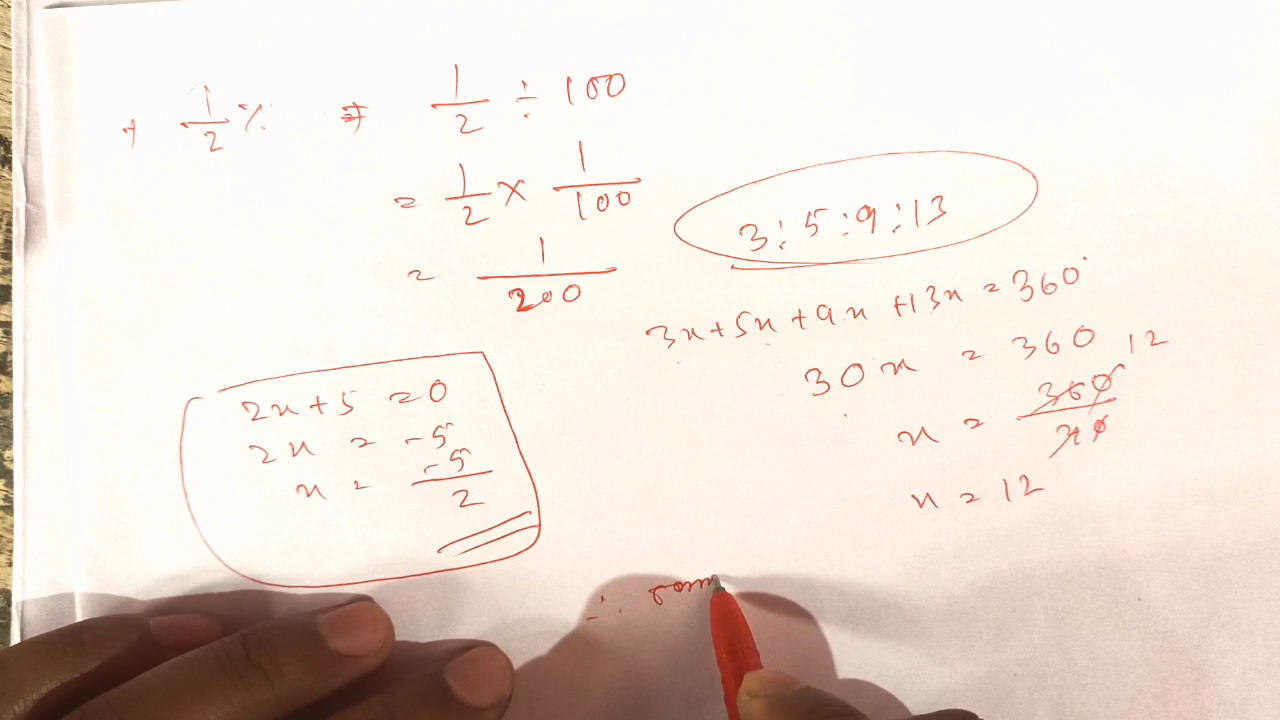 → 1/2 % ⇒ 1/2 ÷ 100
= 1/2 × 1/100
= 1/200
2x+5 = 0
2x = -5
x = -5/2
3:5:9:13
3x+5x+9x+13x = 360°
30x = 360
x = 360/30 12
x = 12
∴